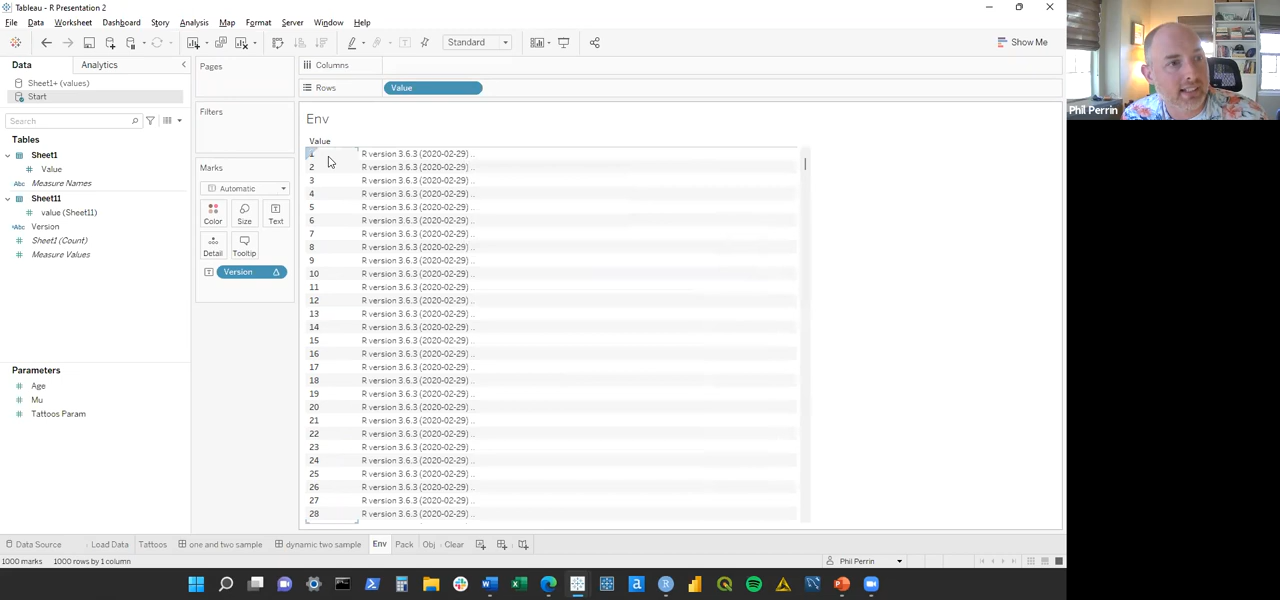 Tableau - R Presentation 2
File Data Worksheet Dashboard Story Analysis Map Format Server Window Help
Standard
Show Me
Data Analytics
Pages
Columns
Sheet1+ (values)
Start
Rows Value
Filters
Env
Search
Tables
Value
Sheet1
Value
Measure Names
Sheet11
value (Sheet11)
Version
Sheet1 (Count)
Measure Values
Marks
Automatic
Color Size Text
Detail Tooltip
Version
1 R version 3.6.3 (2020-02-29) ..
2 R version 3.6.3 (2020-02-29) ..
3 R version 3.6.3 (2020-02-29) ..
4 R version 3.6.3 (2020-02-29) ..
5 R version 3.6.3 (2020-02-29) ..
6 R version 3.6.3 (2020-02-29) ..
7 R version 3.6.3 (2020-02-29) ..
8 R version 3.6.3 (2020-02-29) ..
9 R version 3.6.3 (2020-02-29) ..
10 R version 3.6.3 (2020-02-29) ..
11 R version 3.6.3 (2020-02-29) ..
12 R version 3.6.3 (2020-02-29) ..
13 R version 3.6.3 (2020-02-29) ..
14 R version 3.6.3 (2020-02-29) ..
15 R version 3.6.3 (2020-02-29) ..
16 R version 3.6.3 (2020-02-29) ..
17 R version 3.6.3 (2020-02-29) ..
18 R version 3.6.3 (2020-02-29) ..
19 R version 3.6.3 (2020-02-29) ..
20 R version 3.6.3 (2020-02-29) ..
21 R version 3.6.3 (2020-02-29) ..
22 R version 3.6.3 (2020-02-29) ..
23 R version 3.6.3 (2020-02-29) ..
24 R version 3.6.3 (2020-02-29) ..
25 R version 3.6.3 (2020-02-29) ..
26 R version 3.6.3 (2020-02-29) ..
27 R version 3.6.3 (2020-02-29) ..
28 R version 3.6.3 (2020-02-29) ..
Parameters
Age
Mu
Tattoos Param
Data Source Load Data Tattoos one and two sample dynamic two sample Env Pack Obj Clear
1000 marks 1000 rows by 1 column
Phil Perrin
Phil Perrin